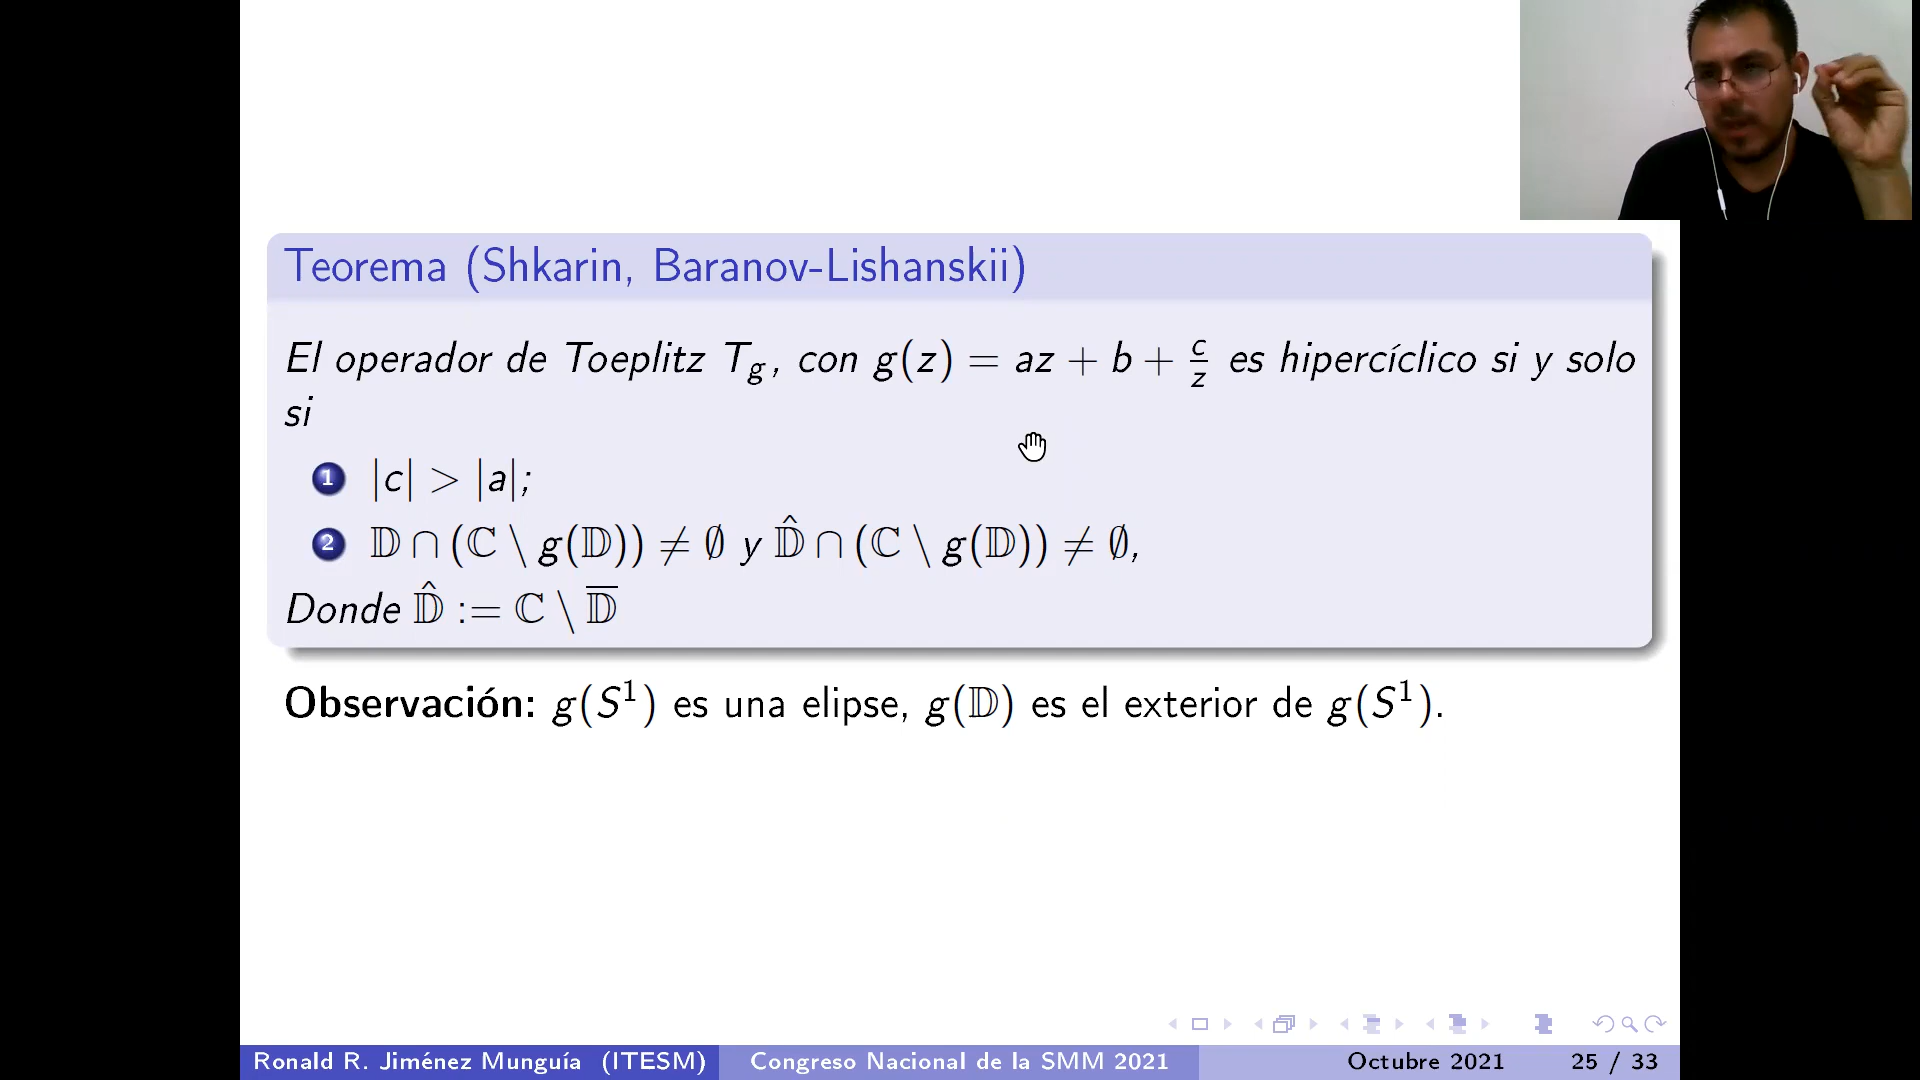 Teorema (Shkarin, Baranov-Lishanskii)
El operador de Toeplitz T_g, con g(z) = az + b + c/z es hipercíclico si y solo
si
1 |c| > |a|;
2 𝔻 ∩ (ℂ \ g(𝔻)) ≠ ∅ y 𝔻̂ ∩ (ℂ \ g(𝔻)) ≠ ∅,
Donde 𝔻̂ := ℂ \ 𝔻̅
Observación: g(S¹) es una elipse, g(𝔻) es el exterior de g(S¹).
Ronald R. Jiménez Munguía (ITESM) Congreso Nacional de la SMM 2021 Octubre 2021 25 / 33